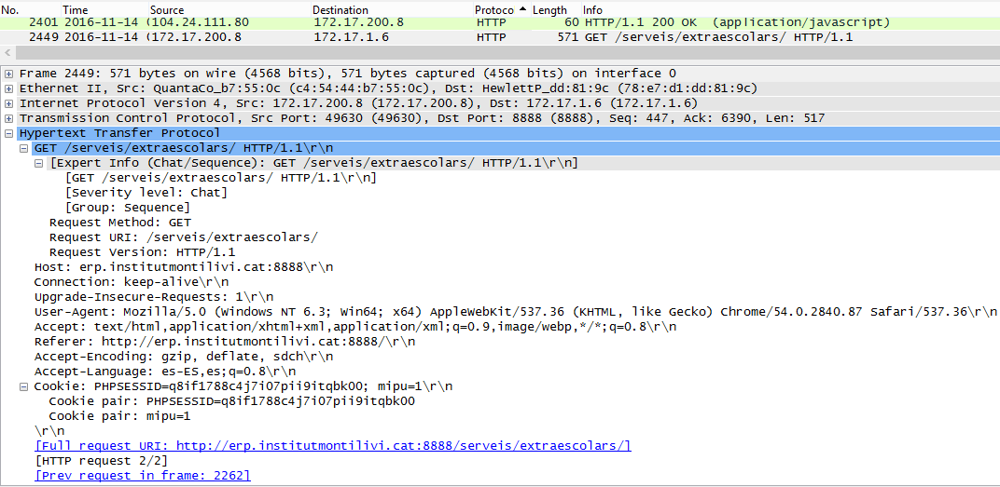 No. Time Source Destination Protoco Length Info
2401 2016-11-14 (104.24.111.80 172.17.200.8 HTTP 60 HTTP/1.1 200 OK (application/javascript)
2449 2016-11-14 (172.17.200.8 172.17.1.6 HTTP 571 GET /serveis/extraescolars/ HTTP/1.1
Frame 2449: 571 bytes on wire (4568 bits), 571 bytes captured (4568 bits) on interface 0
Ethernet II, Src: QuantaCo_b7:55:0c (c4:54:44:b7:55:0c), Dst: HewlettP_dd:81:9c (78:e7:d1:dd:81:9c)
Internet Protocol Version 4, Src: 172.17.200.8 (172.17.200.8), Dst: 172.17.1.6 (172.17.1.6)
Transmission Control Protocol, Src Port: 49630 (49630), Dst Port: 8888 (8888), Seq: 447, Ack: 6390, Len: 517
Hypertext Transfer Protocol
GET /serveis/extraescolars/ HTTP/1.1\r\n
[Expert Info (Chat/Sequence): GET /serveis/extraescolars/ HTTP/1.1\r\n]
[GET /serveis/extraescolars/ HTTP/1.1\r\n]
[Severity level: Chat]
[Group: Sequence]
Request Method: GET
Request URI: /serveis/extraescolars/
Request Version: HTTP/1.1
Host: erp.institutmontilivi.cat:8888\r\n
Connection: keep-alive\r\n
Upgrade-Insecure-Requests: 1\r\n
User-Agent: Mozilla/5.0 (Windows NT 6.3; Win64; x64) AppleWebKit/537.36 (KHTML, like Gecko) Chrome/54.0.2840.87 Safari/537.36\r\n
Accept: text/html,application/xhtml+xml,application/xml;q=0.9,image/webp,*/*;q=0.8\r\n
Referer: http://erp.institutmontilivi.cat:8888/\r\n
Accept-Encoding: gzip, deflate, sdch\r\n
Accept-Language: es-ES,es;q=0.8\r\n
Cookie: PHPSESSID=q8if1788c4j7i07pii9itqbk00; mipu=1\r\n
Cookie pair: PHPSESSID=q8if1788c4j7i07pii9itqbk00
Cookie pair: mipu=1
\r\n
[Full request URI: http://erp.institutmontilivi.cat:8888/serveis/extraescolars/]
[HTTP request 2/2]
[Prev request in frame: 2262]